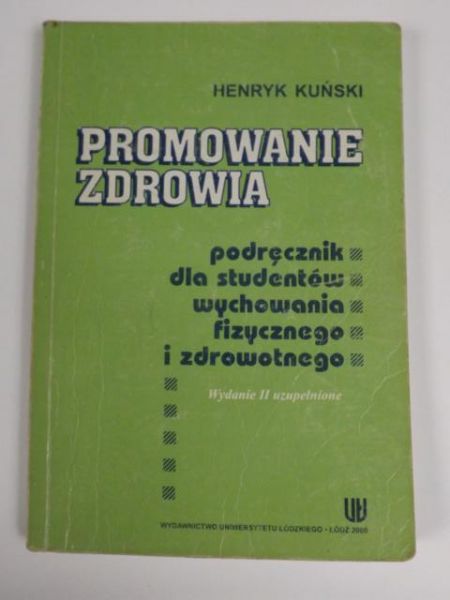 HENRYK KUŃSKI
PROMOWANIE
ZDROWIA
podręcznik
dla studentów
wychowania
fizycznego
i zdrowotnego
Wydanie II uzupełnione
UŁ
WYDAWNICTWO UNIWERSYTETU ŁÓDZKIEGO - ŁÓDŹ 2000